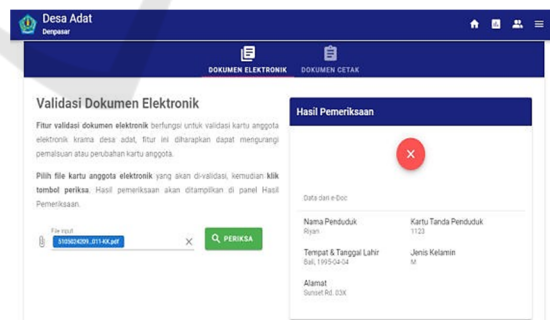 Desa Adat
Denpasar
DOKUMEN ELEKTRONIK
DOKUMEN CETAK
Validasi Dokumen Elektronik
Fitur validasi dokumen elektronik berfungsi untuk validasi kartu anggota
elektronik krama desa adat, fitur ini diharapkan dapat mengurangi
pemalsuan atau perubahan kartu anggota.
Pilih file kartu anggota elektronik yang akan di-validasi, kemudian klik
tombol periksa. Hasil pemeriksaan akan ditampilkan di panel Hasil
Pemeriksaan.
File input
5105024209...011-KK.pdf
PERIKSA
Hasil Pemeriksaan
Data dari e-Doc
Nama Penduduk
Riyan
Kartu Tanda Penduduk
1123
Tempat & Tanggal Lahir
Bali, 1995-04-04
Jenis Kelamin
M
Alamat
Sunset Rd. 03X